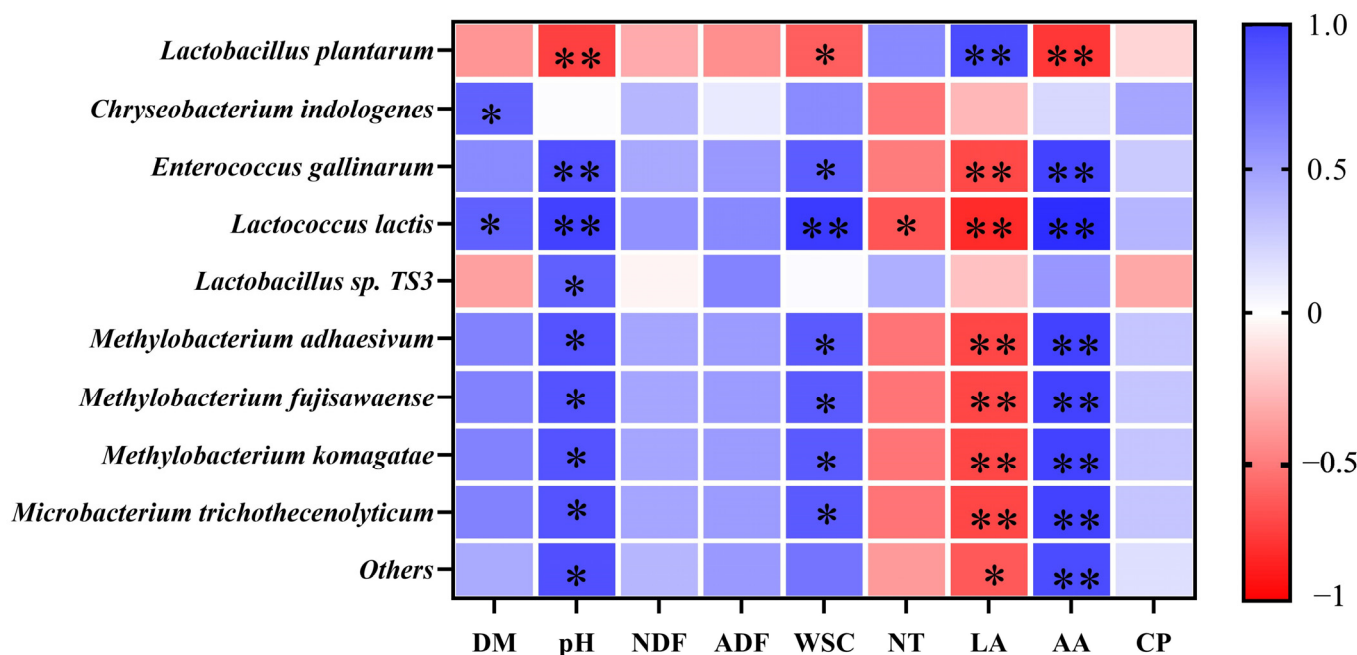 Lactobacillus plantarum
** * ** **
Chryseobacterium indologenes
*
Enterococcus gallinarum
** * ** **
Lactococcus lactis
* ** ** * ** **
Lactobacillus sp. TS3
*
Methylobacterium adhaesivum
* * ** **
Methylobacterium fujisawaense
* * ** **
Methylobacterium komagatae
* * ** **
Microbacterium trichothecenolyticum
* * ** **
Others
* * **
DM pH NDF ADF WSC NT LA AA CP
1.0
0.5
0
−0.5
−1